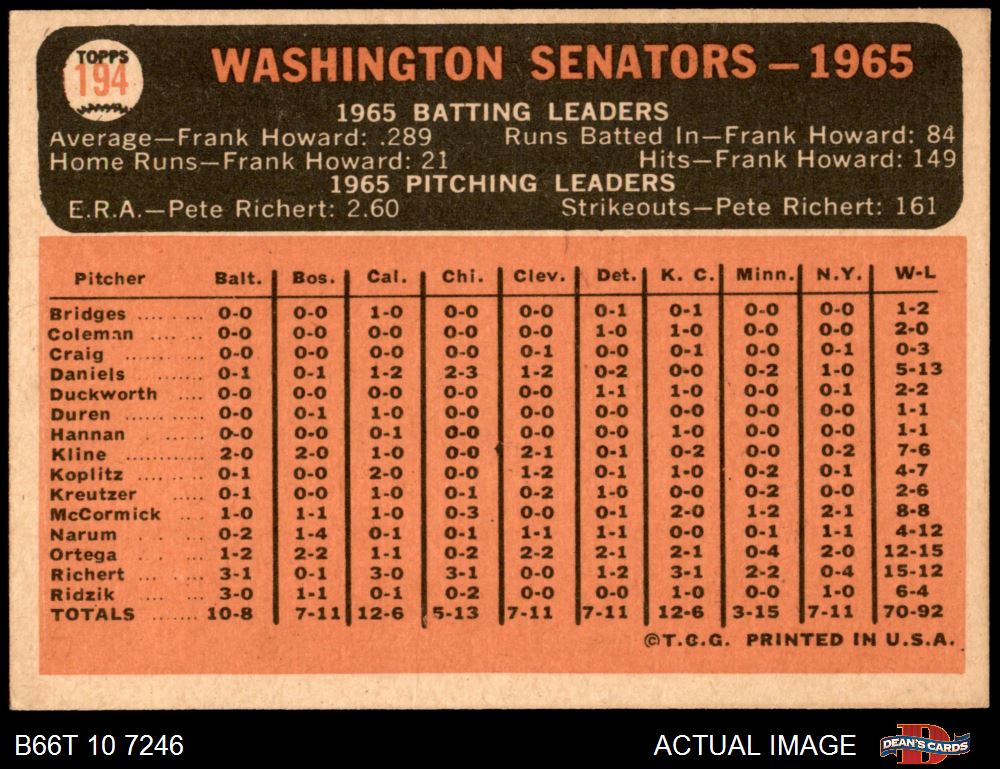 TOPPS
194
WASHINGTON SENATORS — 1965
1965 BATTING LEADERS
Average—Frank Howard: .289 Runs Batted In—Frank Howard: 84
Home Runs—Frank Howard: 21 Hits—Frank Howard: 149
1965 PITCHING LEADERS
E.R.A.—Pete Richert: 2.60 Strikeouts—Pete Richert: 161
Pitcher Balt. Bos. Cal. Chi. Clev. Det. K. C. Minn. N.Y. W-L
Bridges 0-0 0-0 1-0 0-0 0-0 0-1 0-1 0-0 0-0 1-2
Coleman 0-0 0-0 0-0 0-0 0-0 1-0 1-0 0-0 0-0 2-0
Craig 0-0 0-0 0-0 0-0 0-1 0-0 0-1 0-0 0-1 0-3
Daniels 0-1 0-1 1-2 2-3 1-2 0-2 0-0 0-2 1-0 5-13
Duckworth 0-0 0-0 0-0 0-0 0-0 1-1 1-0 0-0 0-1 2-2
Duren 0-0 0-1 1-0 0-0 0-0 0-0 0-0 0-0 0-0 1-1
Hannan 0-0 0-0 0-1 0-0 0-0 0-0 1-0 0-0 0-0 1-1
Kline 2-0 2-0 1-0 0-0 2-1 0-1 0-2 0-0 0-2 7-6
Koplitz 0-1 0-0 2-0 0-0 1-2 0-1 1-0 0-2 0-1 4-7
Kreutzer 0-1 0-0 1-0 0-1 0-2 1-0 0-0 0-2 0-0 2-6
McCormick 1-0 1-1 1-0 0-3 0-0 0-1 2-0 1-2 2-1 8-8
Narum 0-2 1-4 0-1 0-1 1-1 1-1 0-0 0-1 1-1 4-12
Ortega 1-2 2-2 1-1 0-2 2-2 2-1 2-1 0-4 2-0 12-15
Richert 3-1 0-1 3-0 3-1 0-0 1-2 3-1 2-2 0-4 15-12
Ridzik 3-0 1-1 0-1 0-2 0-0 0-0 1-0 0-0 1-0 6-4
TOTALS 10-8 7-11 12-6 5-13 7-11 7-11 12-6 3-15 7-11 70-92
©T.C.G. PRINTED IN U.S.A.
B66T 10 7246 ACTUAL IMAGE DEAN'S CARDS